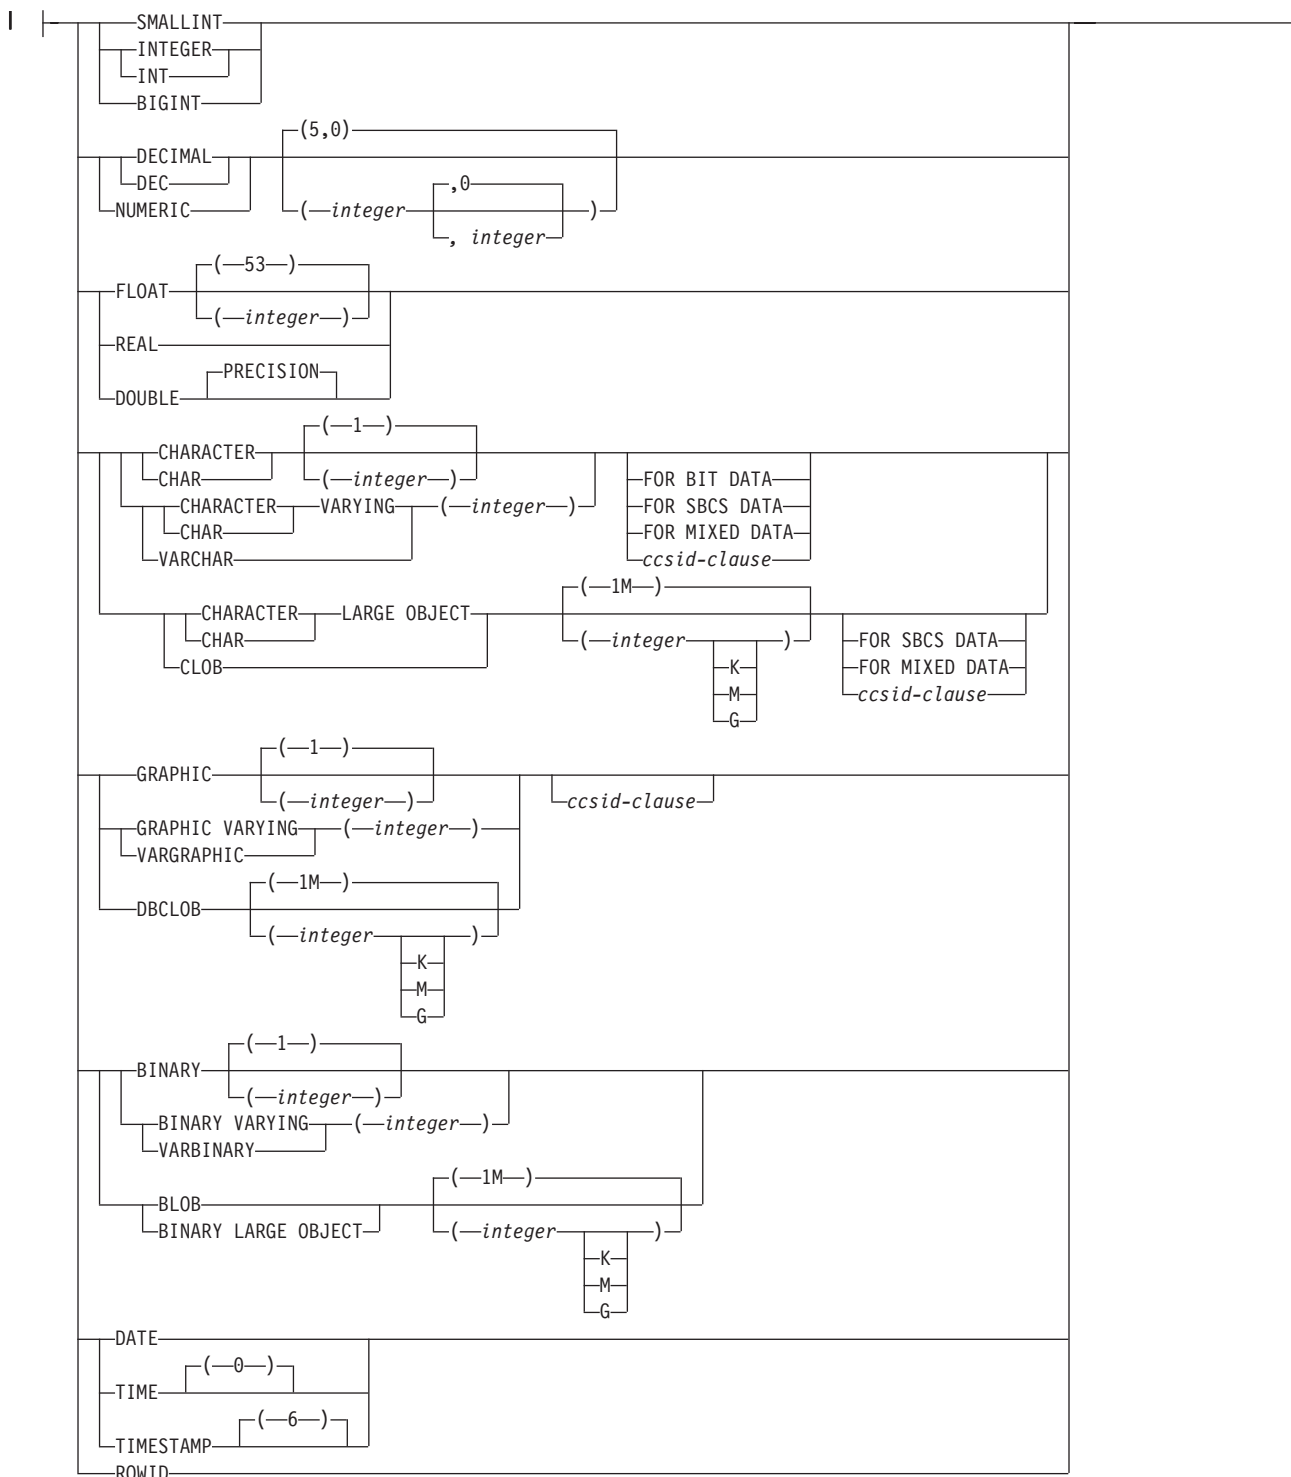 SMALLINT
INTEGER
INT
BIGINT
(5,0)
DECIMAL
DEC
,0
NUMERIC
( integer )
, integer
( 53 )
FLOAT
( integer )
REAL
PRECISION
DOUBLE
( 1 )
CHARACTER
CHAR ( integer ) FOR BIT DATA
CHARACTER VARYING ( integer ) FOR SBCS DATA
CHAR FOR MIXED DATA
VARCHAR ccsid-clause
( 1M )
CHARACTER LARGE OBJECT
CHAR ( integer ) FOR SBCS DATA
CLOB K FOR MIXED DATA
M ccsid-clause
G
( 1 )
GRAPHIC
( integer ) ccsid-clause
GRAPHIC VARYING ( integer )
VARGRAPHIC
( 1M )
DBCLOB
( integer )
K
M
G
( 1 )
BINARY
( integer )
BINARY VARYING ( integer )
VARBINARY
( 1M )
BLOB
BINARY LARGE OBJECT ( integer )
K
M
G
DATE
( 0 )
TIME
( 6 )
TIMESTAMP
ROWID